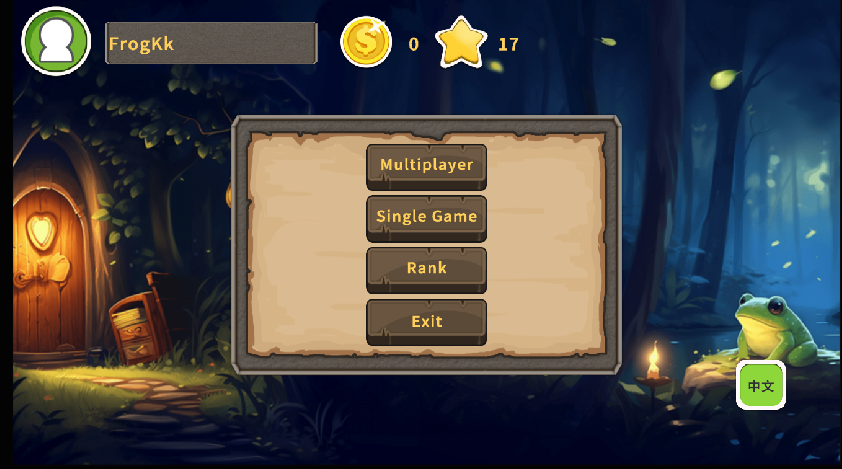 FrogKk
0
17
Multiplayer
Single Game
Rank
Exit
中文